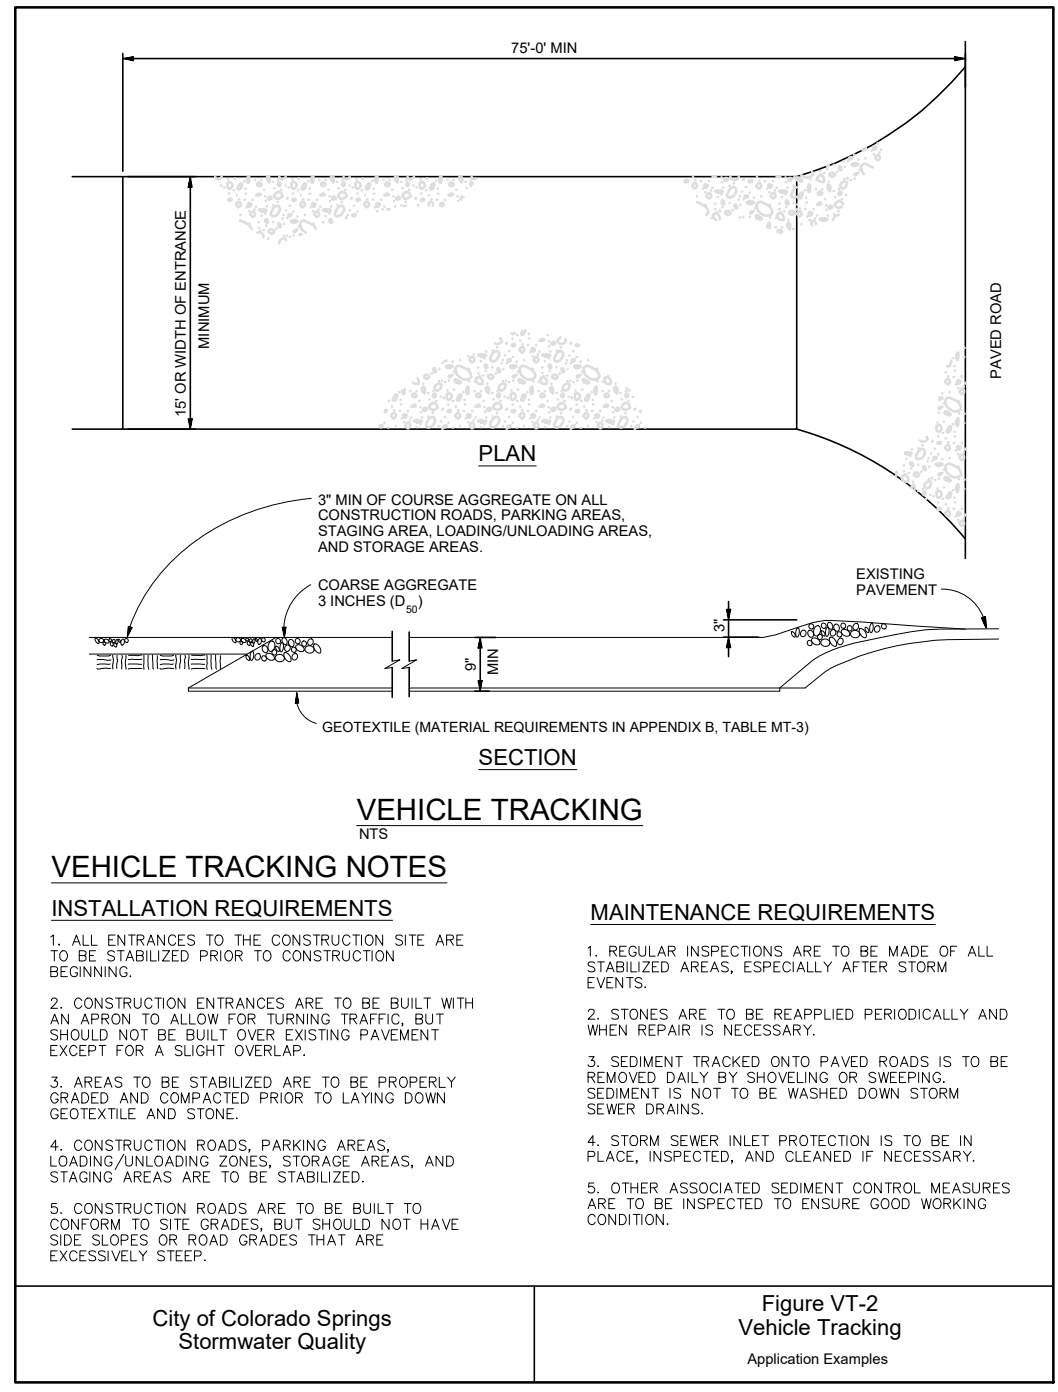 75'-0' MIN
15' OR WIDTH OF ENTRANCE
MINIMUM
PAVED ROAD
PLAN
3" MIN OF COURSE AGGREGATE ON ALL
CONSTRUCTION ROADS, PARKING AREAS,
STAGING AREA, LOADING/UNLOADING AREAS,
AND STORAGE AREAS.
COARSE AGGREGATE
3 INCHES (D50)
EXISTING
PAVEMENT
3"
9"
MIN
GEOTEXTILE (MATERIAL REQUIREMENTS IN APPENDIX B, TABLE MT-3)
SECTION
VEHICLE TRACKING
NTS
VEHICLE TRACKING NOTES
INSTALLATION REQUIREMENTS
1. ALL ENTRANCES TO THE CONSTRUCTION SITE ARE
TO BE STABILIZED PRIOR TO CONSTRUCTION
BEGINNING.
2. CONSTRUCTION ENTRANCES ARE TO BE BUILT WITH
AN APRON TO ALLOW FOR TURNING TRAFFIC, BUT
SHOULD NOT BE BUILT OVER EXISTING PAVEMENT
EXCEPT FOR A SLIGHT OVERLAP.
3. AREAS TO BE STABILIZED ARE TO BE PROPERLY
GRADED AND COMPACTED PRIOR TO LAYING DOWN
GEOTEXTILE AND STONE.
4. CONSTRUCTION ROADS, PARKING AREAS,
LOADING/UNLOADING ZONES, STORAGE AREAS, AND
STAGING AREAS ARE TO BE STABILIZED.
5. CONSTRUCTION ROADS ARE TO BE BUILT TO
CONFORM TO SITE GRADES, BUT SHOULD NOT HAVE
SIDE SLOPES OR ROAD GRADES THAT ARE
EXCESSIVELY STEEP.
MAINTENANCE REQUIREMENTS
1. REGULAR INSPECTIONS ARE TO BE MADE OF ALL
STABILIZED AREAS, ESPECIALLY AFTER STORM
EVENTS.
2. STONES ARE TO BE REAPPLIED PERIODICALLY AND
WHEN REPAIR IS NECESSARY.
3. SEDIMENT TRACKED ONTO PAVED ROADS IS TO BE
REMOVED DAILY BY SHOVELING OR SWEEPING.
SEDIMENT IS NOT TO BE WASHED DOWN STORM
SEWER DRAINS.
4. STORM SEWER INLET PROTECTION IS TO BE IN
PLACE, INSPECTED, AND CLEANED IF NECESSARY.
5. OTHER ASSOCIATED SEDIMENT CONTROL MEASURES
ARE TO BE INSPECTED TO ENSURE GOOD WORKING
CONDITION.
City of Colorado Springs
Stormwater Quality
Figure VT-2
Vehicle Tracking
Application Examples